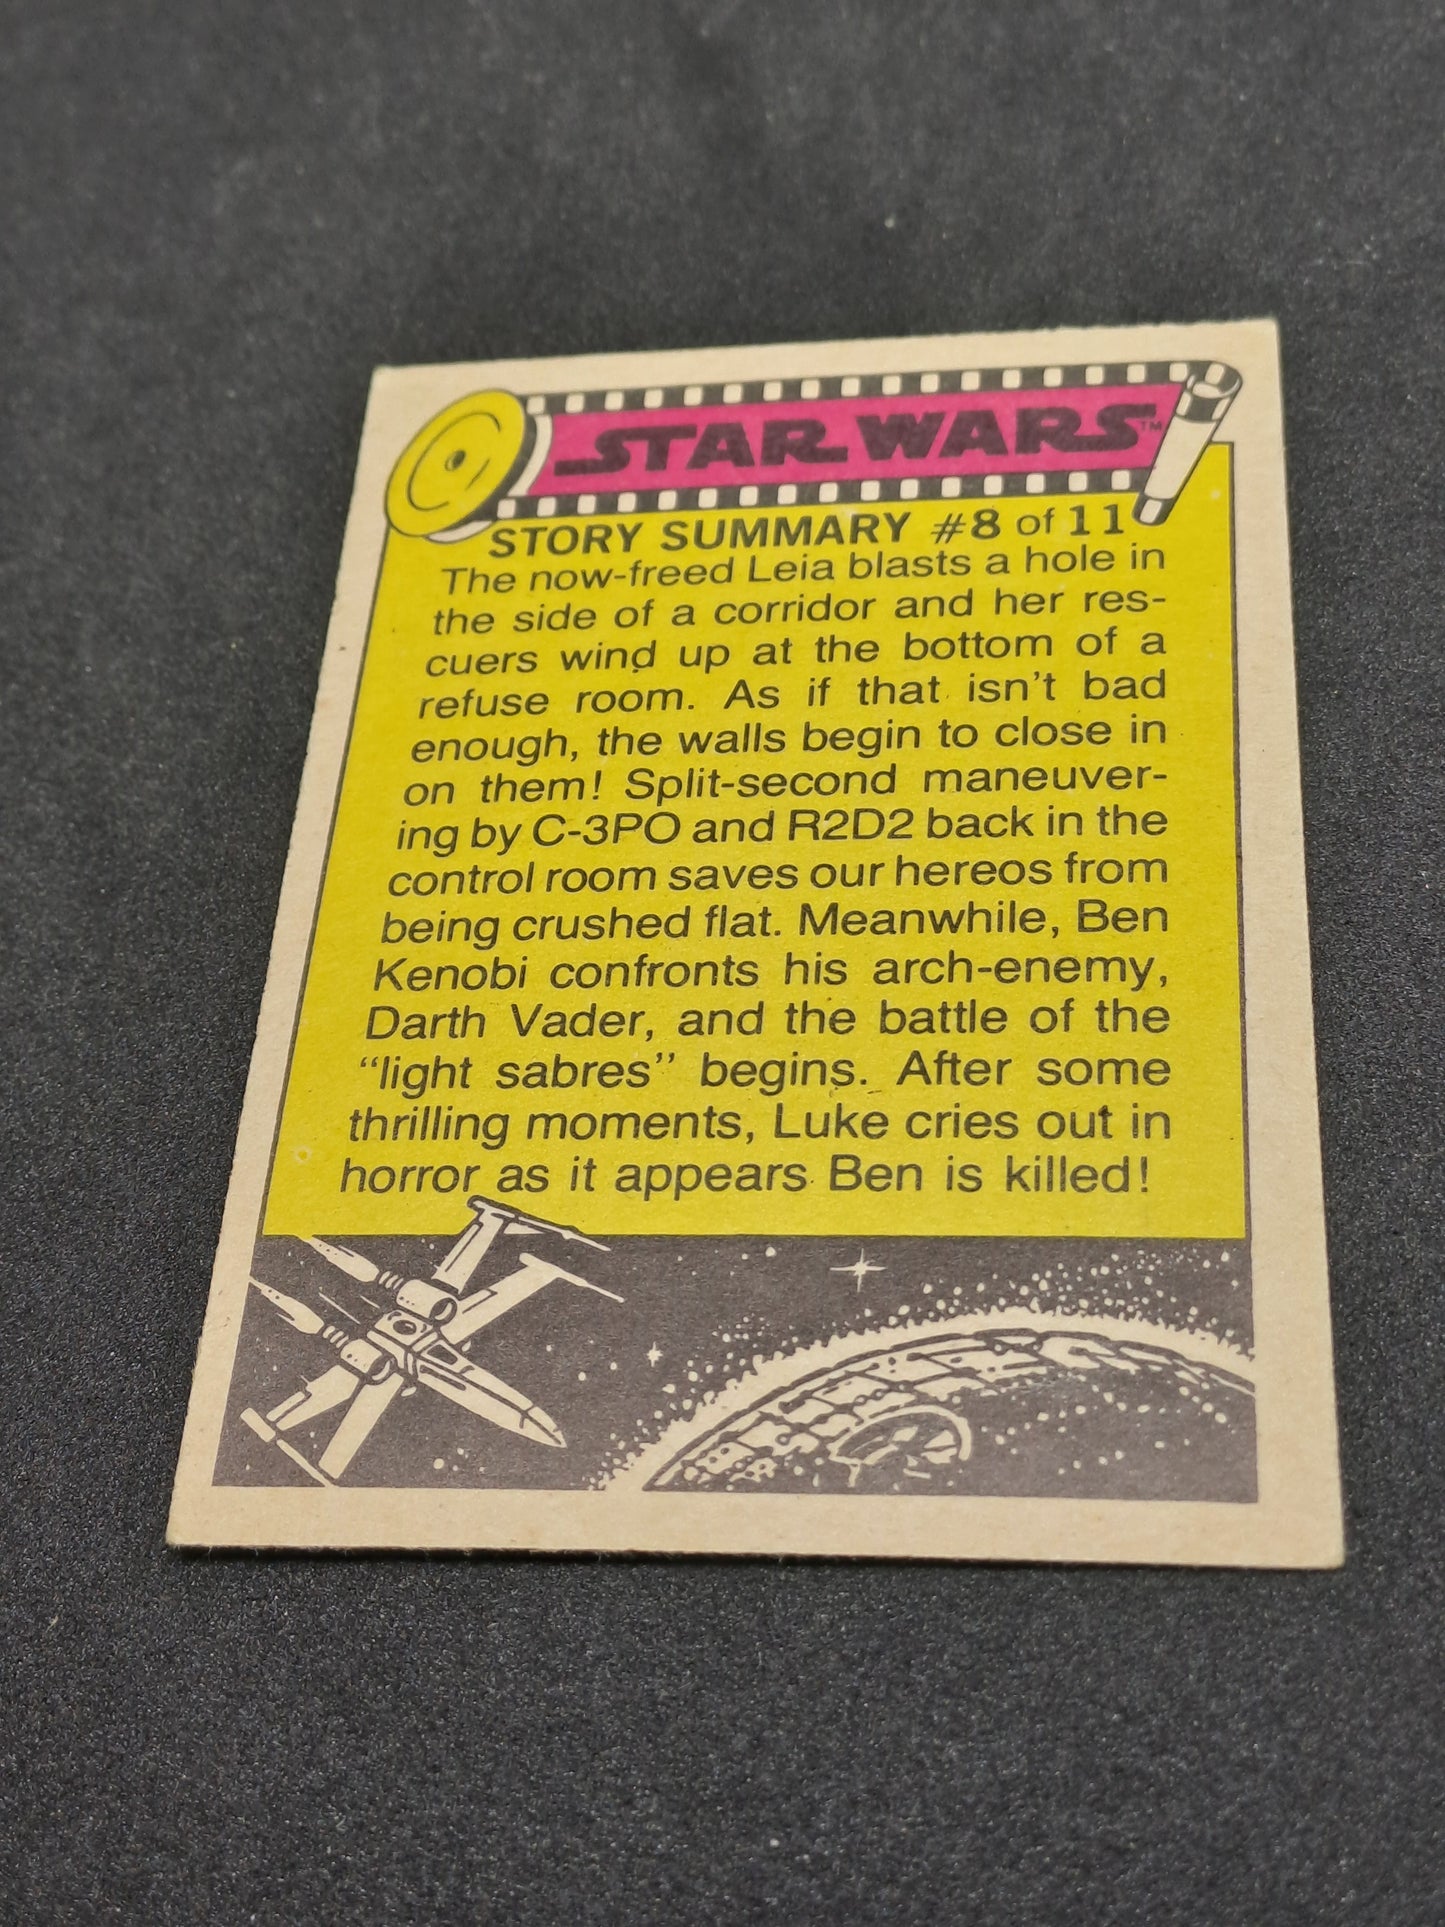 STAR WARS TM
STORY SUMMARY #8 of 11
The now-freed Leia blasts a hole in
the side of a corridor and her res-
cuers wind up at the bottom of a
refuse room. As if that isn't bad
enough, the walls begin to close in
on them! Split-second maneuver-
ing by C-3PO and R2D2 back in the
control room saves our hereos from
being crushed flat. Meanwhile, Ben
Kenobi confronts his arch-enemy,
Darth Vader, and the battle of the
“light sabres” begins. After some
thrilling moments, Luke cries out in
horror as it appears Ben is killed!